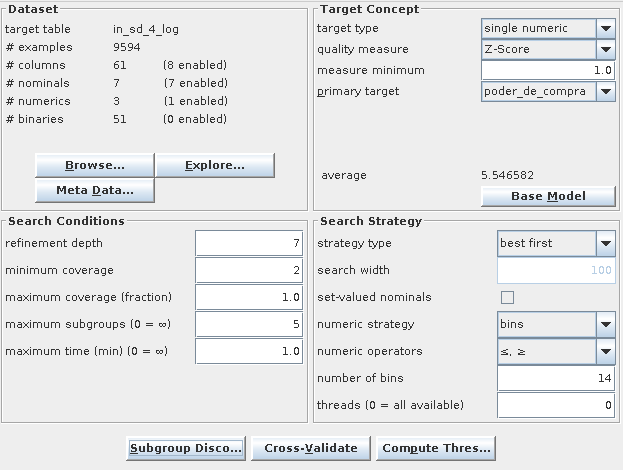 Dataset
target table in_sd_4_log
# examples 9594
# columns 61 (8 enabled)
# nominals 7 (7 enabled)
# numerics 3 (1 enabled)
# binaries 51 (0 enabled)
Browse... Explore...
Meta Data...
Target Concept
target type single numeric
quality measure Z-Score
measure minimum 1.0
primary target poder_de_compra
average 5.546582
Base Model
Search Conditions
refinement depth 7
minimum coverage 2
maximum coverage (fraction) 1.0
maximum subgroups (0 = ∞) 5
maximum time (min) (0 = ∞) 1.0
Search Strategy
strategy type best first
search width 100
set-valued nominals
numeric strategy bins
numeric operators ≤, ≥
number of bins 14
threads (0 = all available) 0
Subgroup Disco... Cross-Validate Compute Thres...